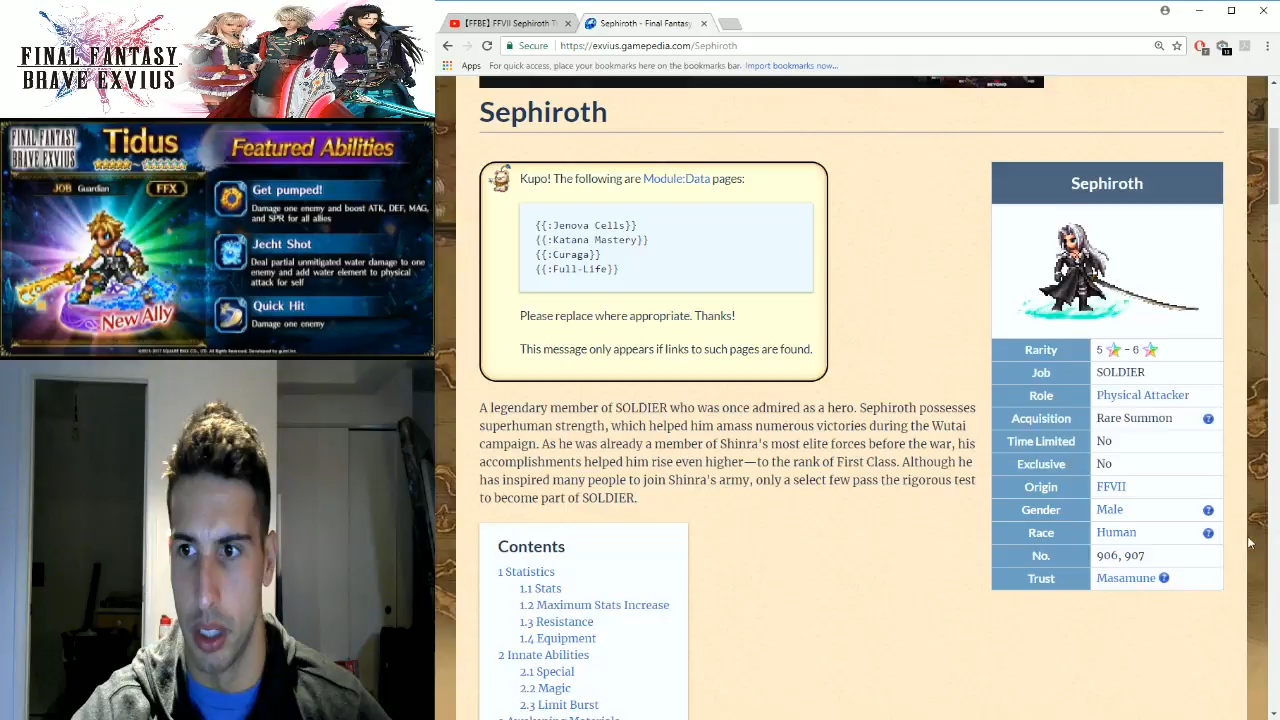 FINAL FANTASY
BRAVE EXVIUS
FINAL FANTASY
BRAVE EXVIUS
Tidus
JOB Guardian
FFX
New Ally
Featured Abilities
Get pumped!
Damage one enemy and boost ATK, DEF, MAG,
and SPR for all allies
Jecht Shot
Deal partial unmitigated water damage to one
enemy and add water element to physical
attack for self
Quick Hit
Damage one enemy
【FFBE】 FFVII Sephiroth T
Sephiroth - Final Fantasy
Secure
https://exvius.gamepedia.com/Sephiroth
Apps
For quick access, place your bookmarks here on the bookmarks bar.
Import bookmarks now...
BEYOND
Sephiroth
Kupo! The following are Module:Data pages:
{{:Jenova Cells}}
{{:Katana Mastery}}
{{:Curaga}}
{{:Full-Life}}
Please replace where appropriate. Thanks!
This message only appears if links to such pages are found.
A legendary member of SOLDIER who was once admired as a hero. Sephiroth possesses
superhuman strength, which helped him amass numerous victories during the Wutai
campaign. As he was already a member of Shinra's most elite forces before the war, his
accomplishments helped him rise even higher—to the rank of First Class. Although he
has inspired many people to join Shinra's army, only a select few pass the rigorous test
to become part of SOLDIER.
Contents
1 Statistics
1.1 Stats
1.2 Maximum Stats Increase
1.3 Resistance
1.4 Equipment
2 Innate Abilities
2.1 Special
2.2 Magic
2.3 Limit Burst
3 Awakening Materials
Sephiroth
Rarity 5 - 6
Job SOLDIER
Role Physical Attacker
Acquisition Rare Summon
Time Limited No
Exclusive No
Origin FFVII
Gender Male
Race Human
No. 906, 907
Trust Masamune